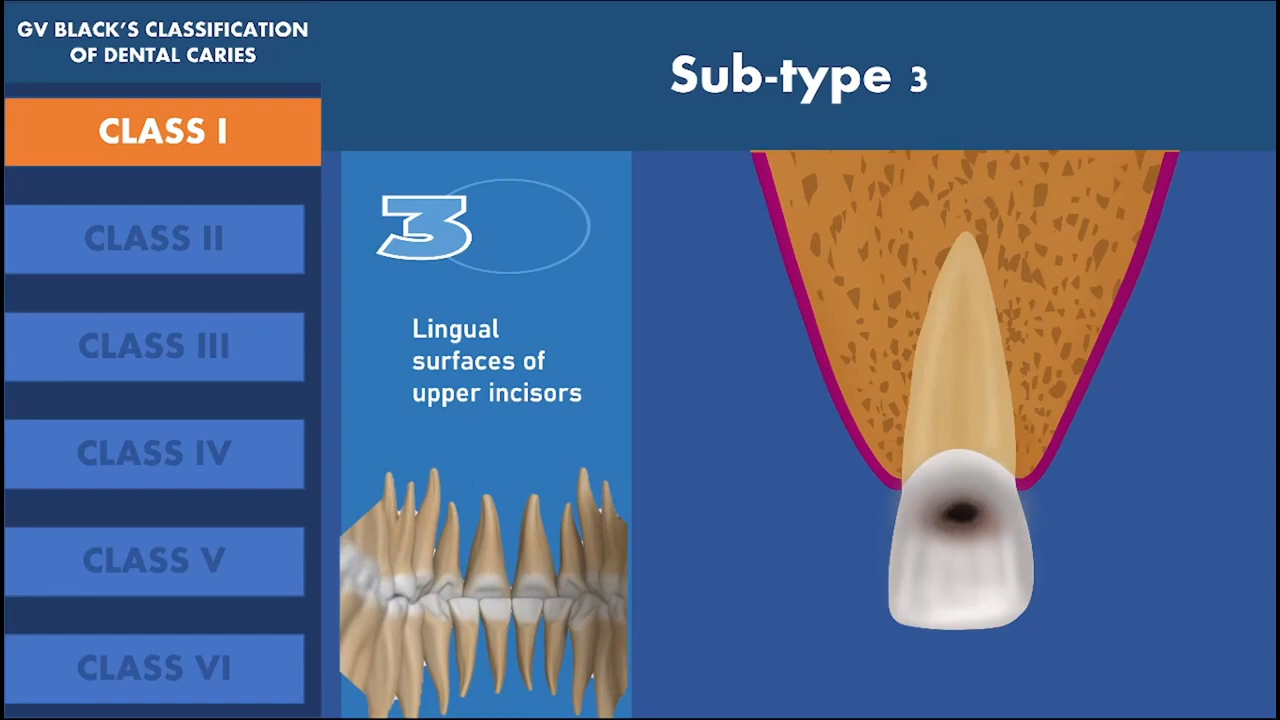 GV BLACK'S CLASSIFICATION
OF DENTAL CARIES
CLASS I
CLASS II
CLASS III
CLASS IV
CLASS V
CLASS VI
Sub-type 3
3
Lingual
surfaces of
upper incisors